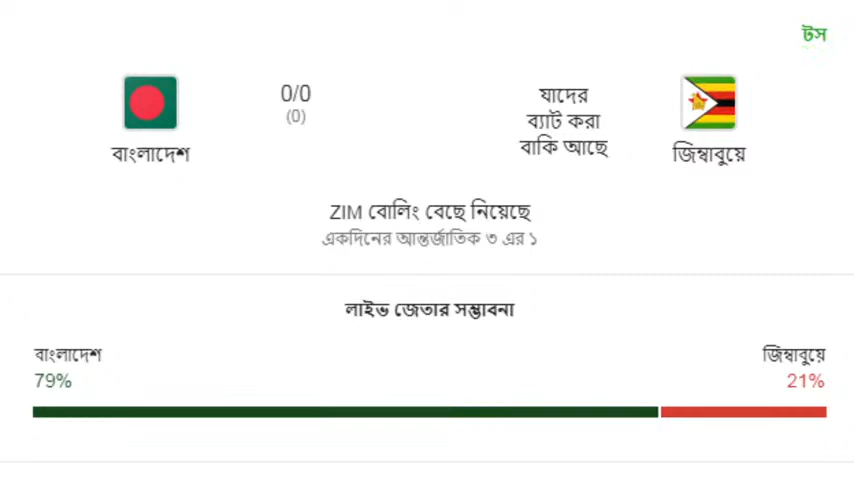 টস
0/0
(0)
যাদের
ব্যাট করা
বাকি আছে
বাংলাদেশ
জিম্বাবুয়ে
ZIM বোলিং বেছে নিয়েছে
একদিনের আন্তর্জাতিক ৩ এর ১
লাইভ জেতার সম্ভাবনা
বাংলাদেশ
জিম্বাবুয়ে
79%
21%